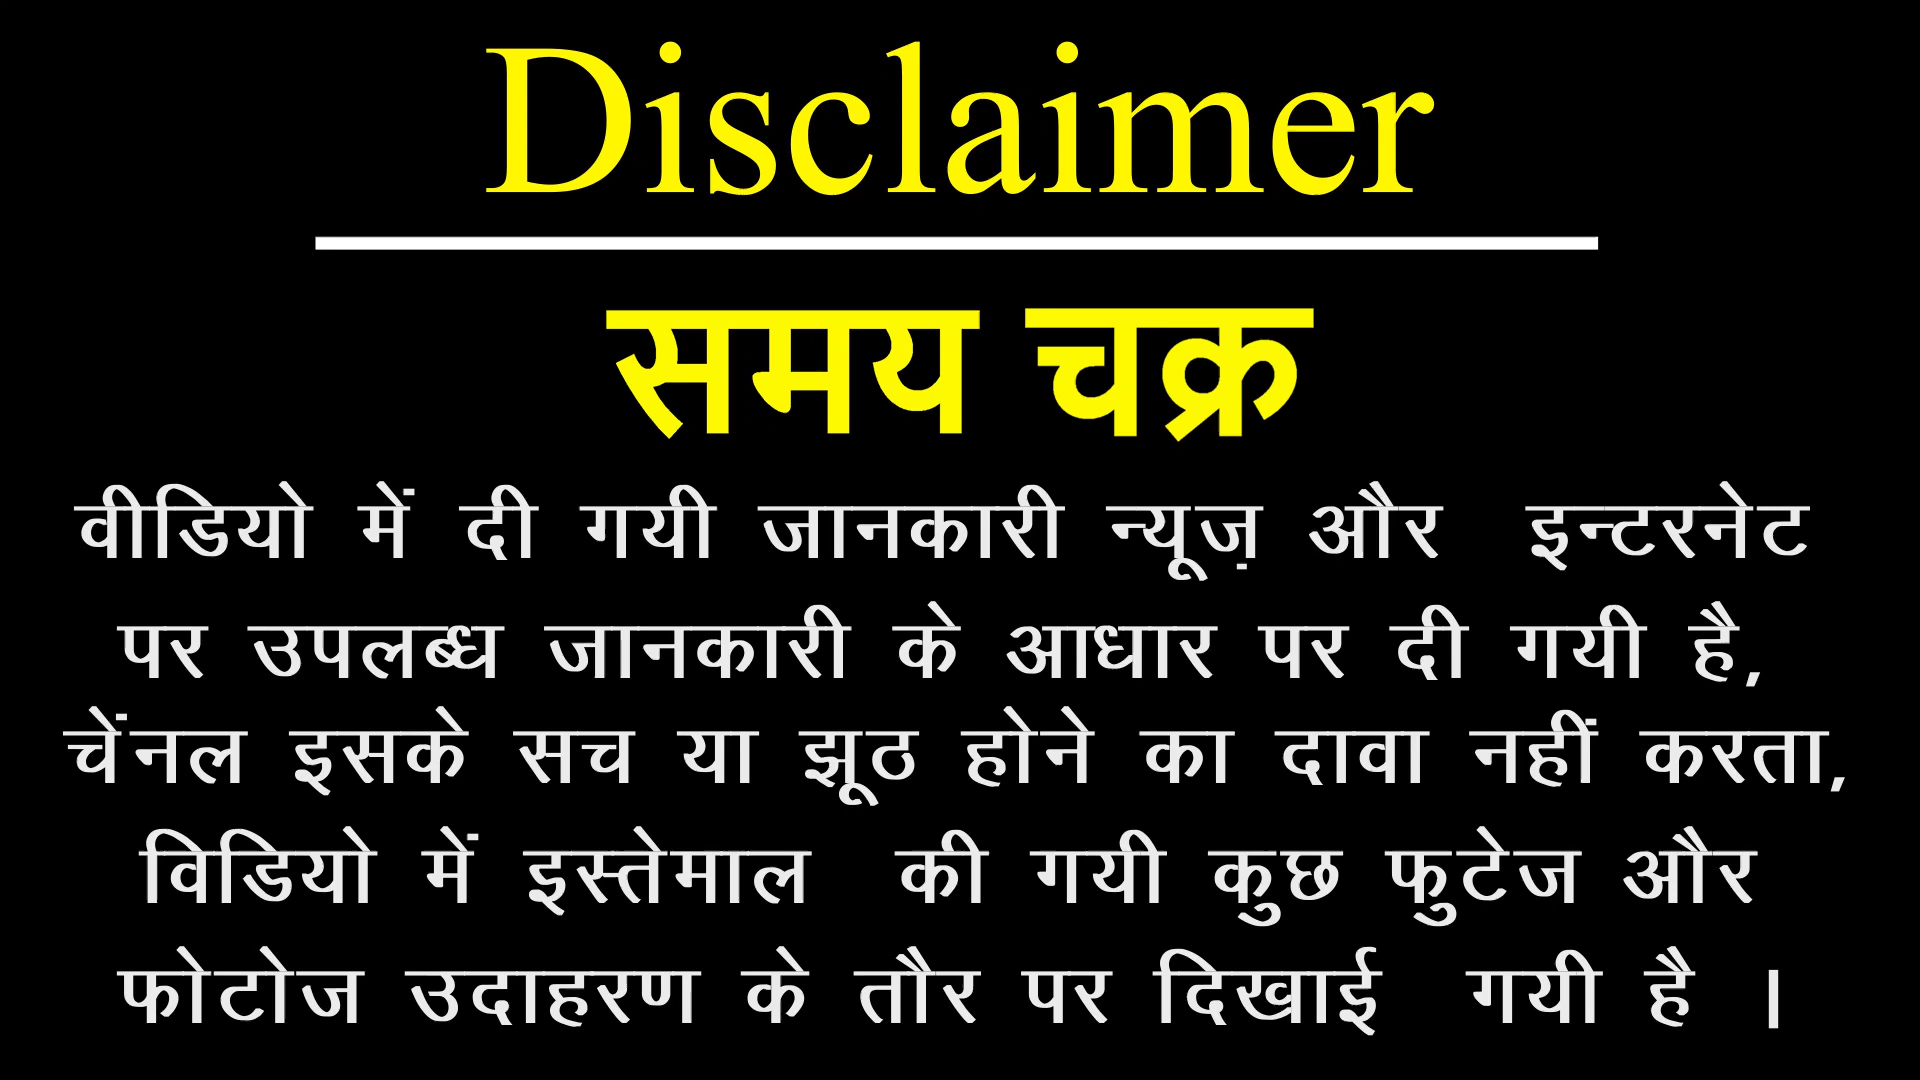 Disclaimer
समय चक्र
वीडियो में दी गयी जानकारी न्यूज़ और इन्टरनेट
पर उपलब्ध जानकारी के आधार पर दी गयी है,
चेंनल इसके सच या झूठ होने का दावा नहीं करता,
विडियो में इस्तेमाल की गयी कुछ फुटेज और
फोटोज उदाहरण के तौर पर दिखाई गयी है ।